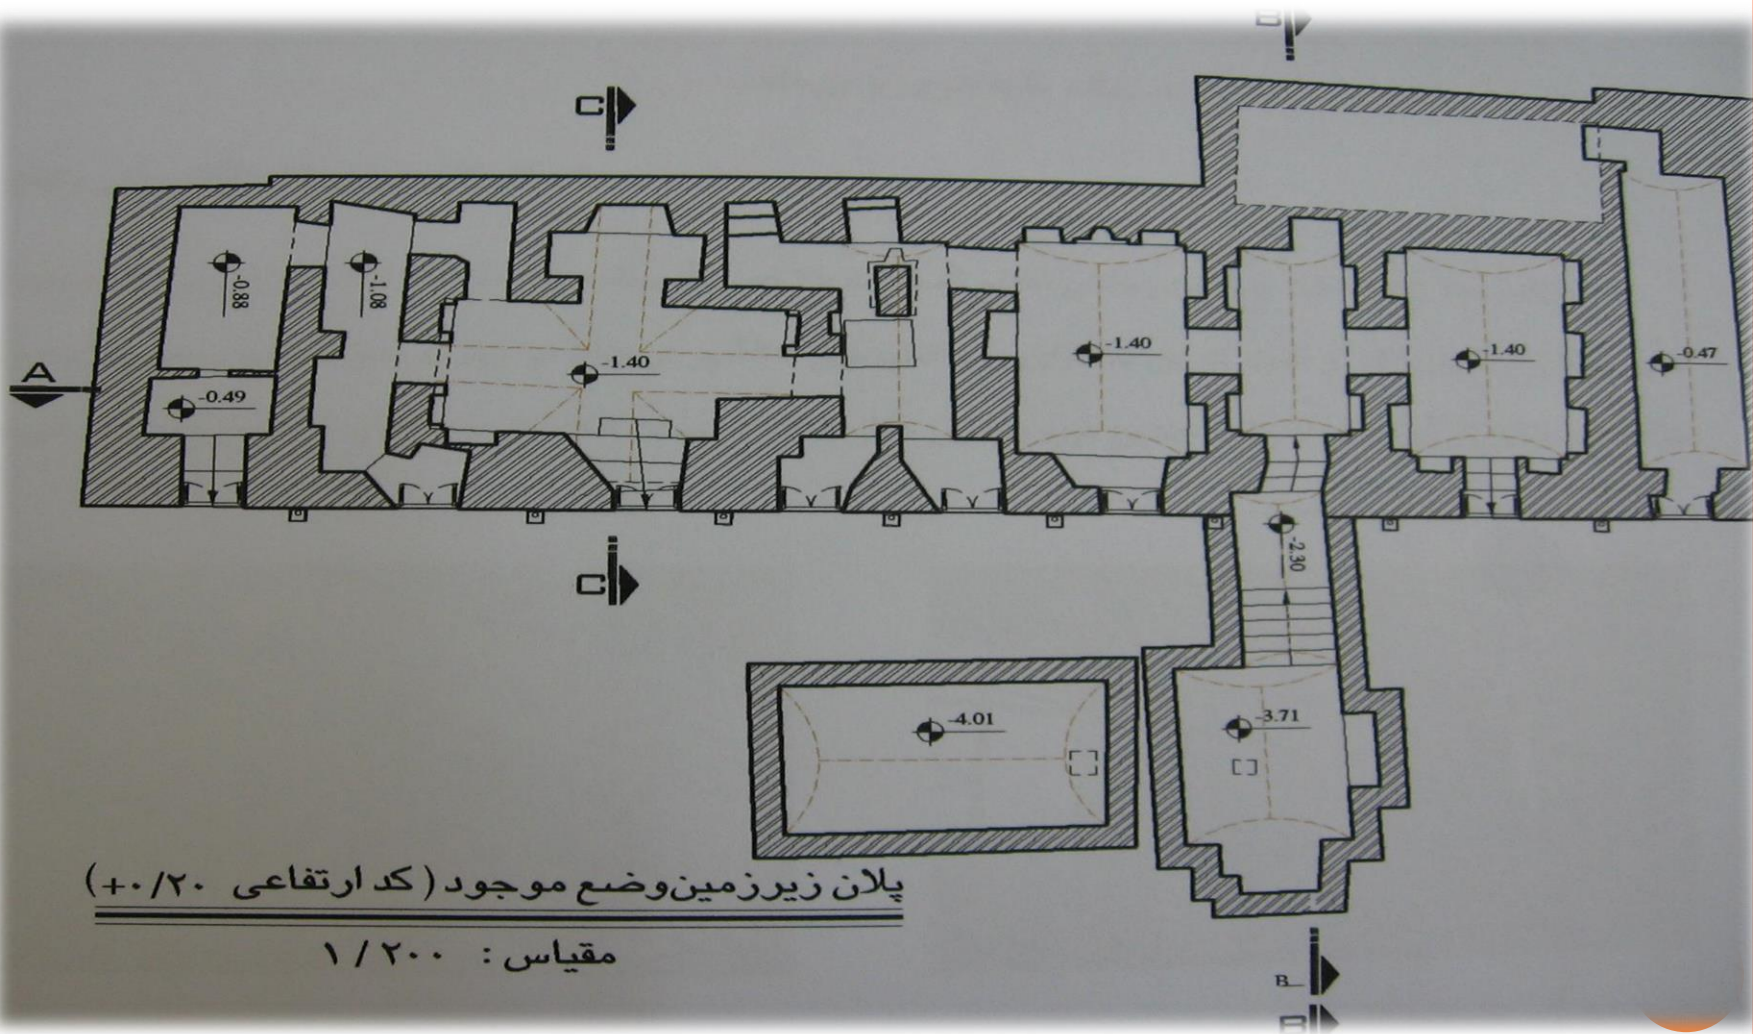 B
C
-0.88
-1.08
A
-1.40
-1.40
-1.40
-0.47
-0.49
-2.30
C
-4.01
-3.71
پلان زیرزمین وضع موجود ( کد ارتفاعی ۰/۲۰+)
مقیاس : ۱/۲۰۰
B
B